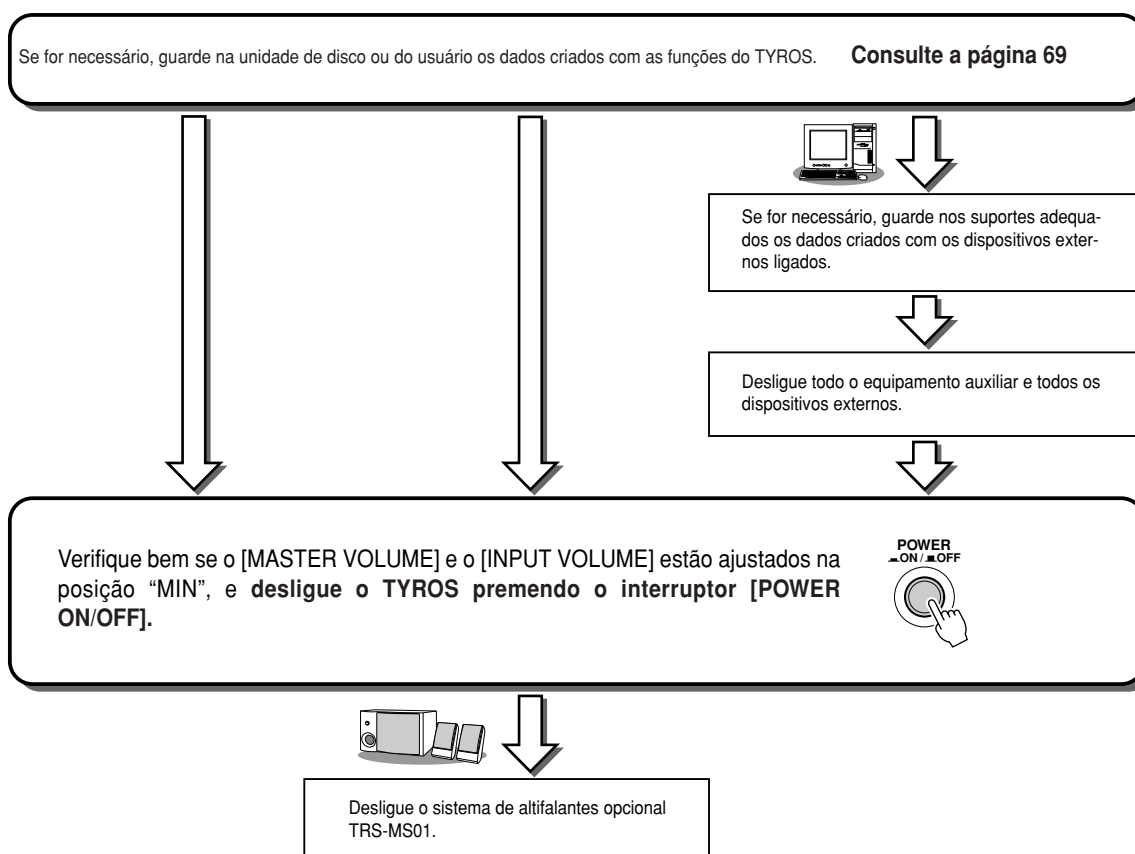 Se for necessário, guarde na unidade de disco ou do usuário os dados criados com as funções do TYROS. Consulte a página 69
Se for necessário, guarde nos suportes adequa-
dos os dados criados com os dispositivos exter-
nos ligados.
Desligue todo o equipamento auxiliar e todos os
dispositivos externos.
Verifique bem se o [MASTER VOLUME] e o [INPUT VOLUME] estão ajustados na
posição “MIN”, e desligue o TYROS premendo o interruptor [POWER
ON/OFF].
POWER
ON / OFF
Desligue o sistema de altifalantes opcional
TRS-MS01.